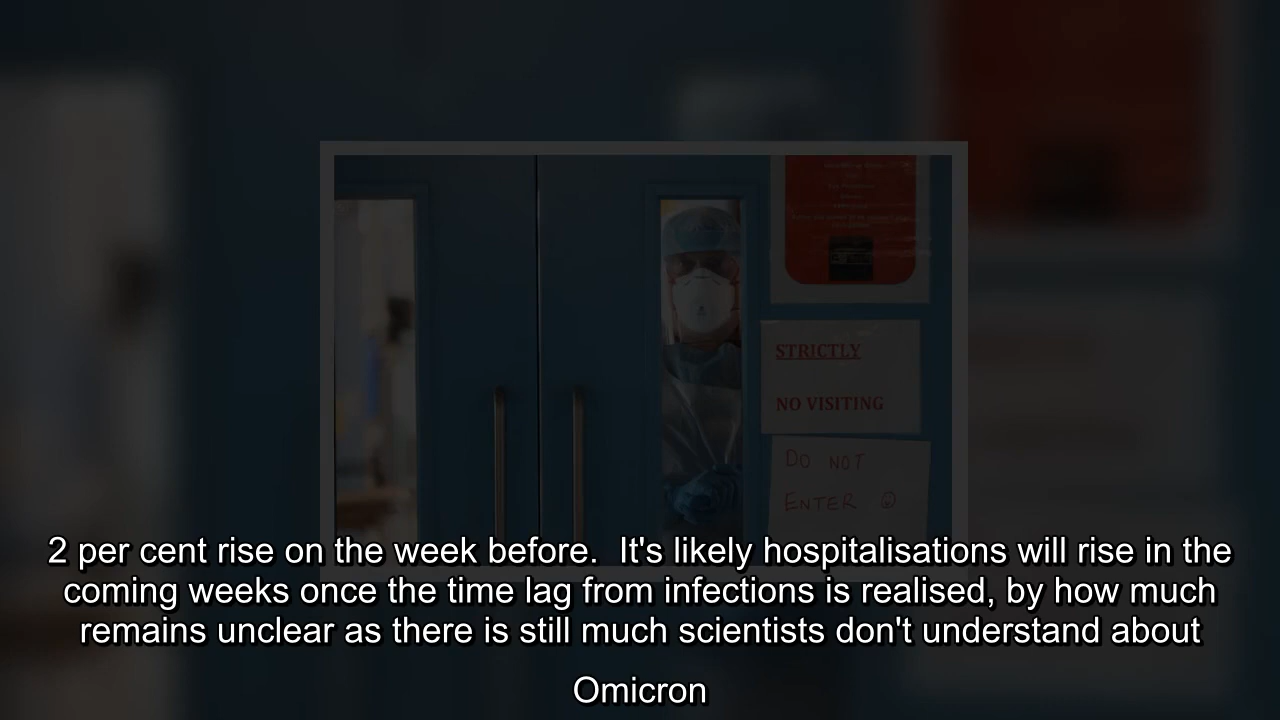 STRICTLY
NO VISITING
DO NOT
ENTER ☺
2 per cent rise on the week before.  It's likely hospitalisations will rise in the
coming weeks once the time lag from infections is realised, by how much
remains unclear as there is still much scientists don't understand about
Omicron